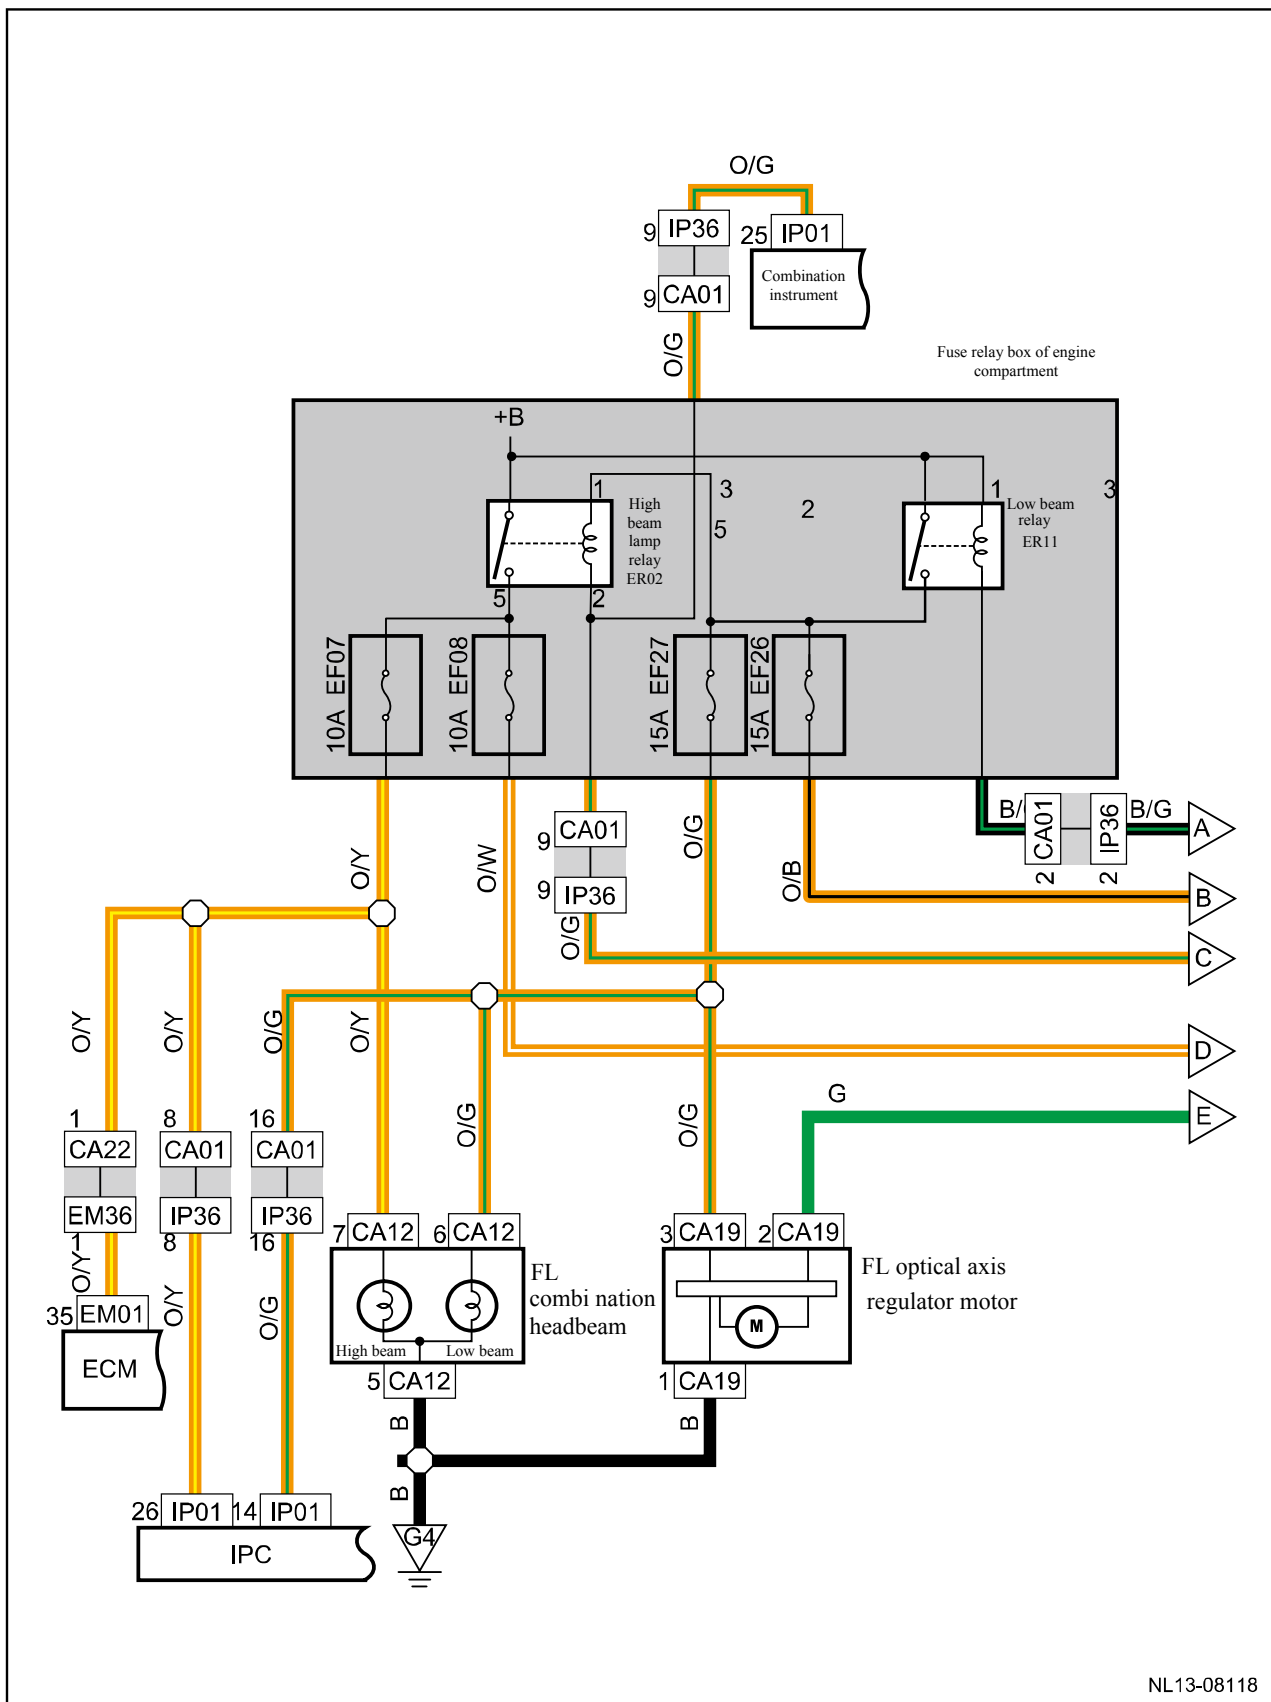 O/G
9 IP36
25 IP01
Combination
instrument
9 CA01
O/G
Fuse relay box of engine
compartment
+B
1
3
2
1
3
High
beam
lamp
relay
ER02
5
Low beam
relay
ER11
5
2
10A EF07
10A EF08
15A EF27
15A EF26
O/Y
O/W
9 CA01
9 IP36
O/G
O/G
O/B
B/
CA01
2
IP36
2
B/G
A
B
C
D
E
O/Y
O/Y
O/G
O/Y
O/G
O/G
G
1
CA22
EM36
1
8
CA01
IP36
8
16
CA01
IP36
16
O/Y
O/Y
O/G
35 EM01
ECM
7 CA12
6 CA12
High beam
Low beam
FL
combi nation
headbeam
5 CA12
3 CA19
2 CA19
M
FL optical axis
regulator motor
1 CA19
B
B
B
G4
26 IP01
14 IP01
IPC
NL13-08118